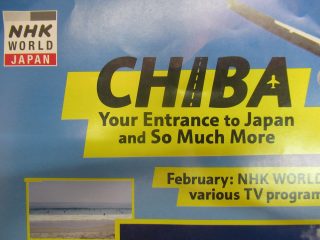 NHK
WORLD
JAPAN
CHIBA
Your Entrance to Japan
and So Much More
February: NHK WORLD
various TV program